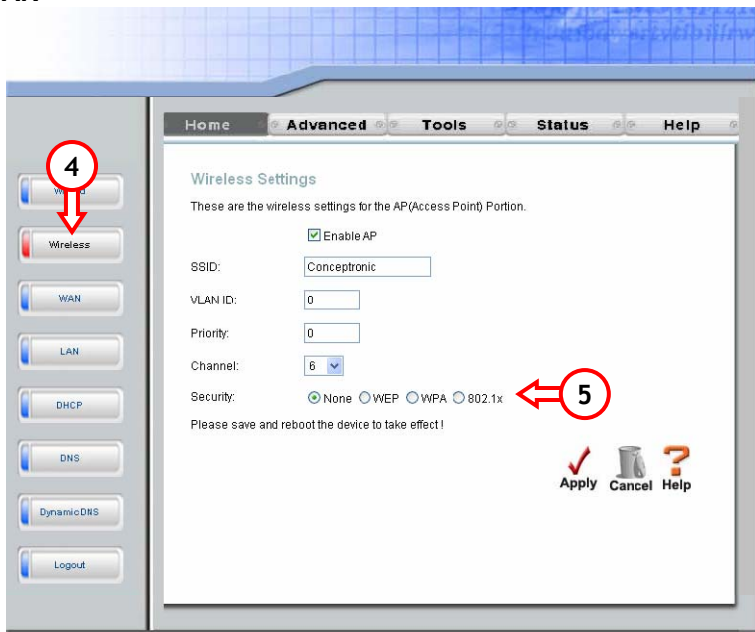 Home Advanced Tools Status Help
4
Wireless
WAN
LAN
DHCP
DNS
DynamicDNS
Logout
Wireless Settings
These are the wireless settings for the AP(Access Point) Portion.
Enable AP
SSID: Conceptronic
VLAN ID: 0
Priority: 0
Channel: 6
Security: None WEP WPA 802.1x
5
Please save and reboot the device to take effect !
Apply Cancel Help